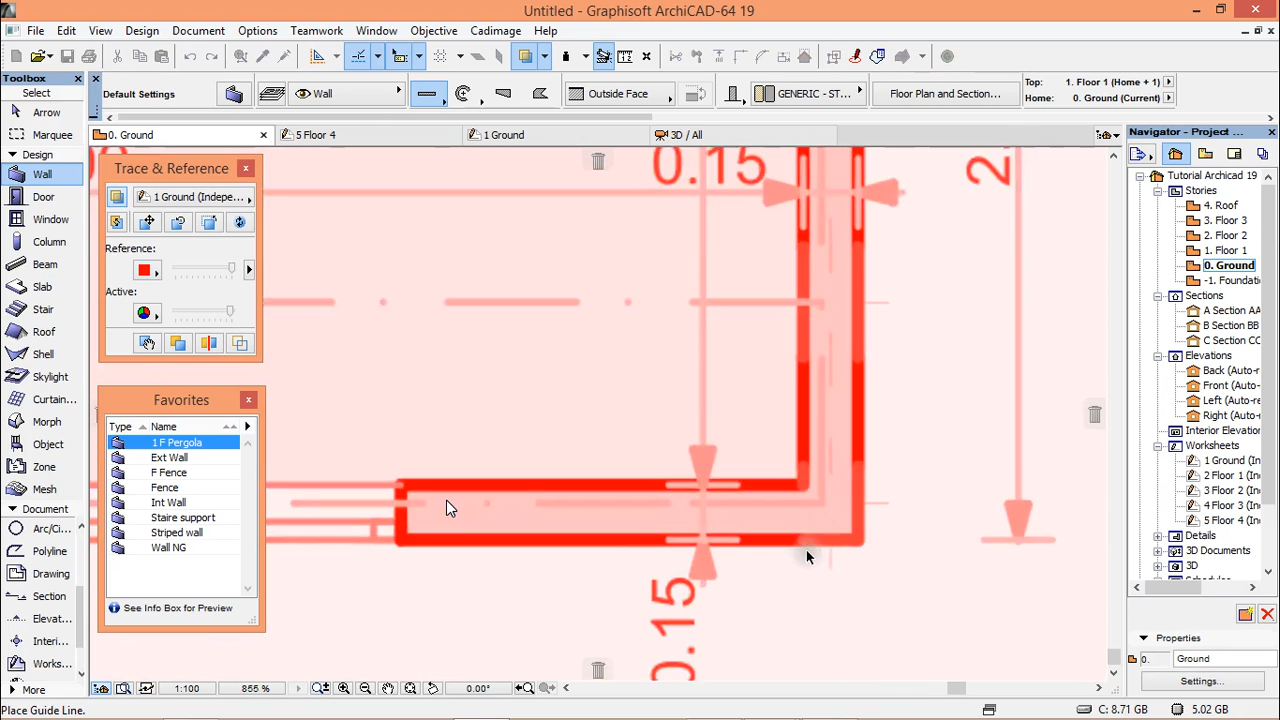 Untitled - Graphisoft ArchiCAD-64 19
File Edit View Design Document Options Teamwork Window Objective Cadimage Help
Toolbox
Select
Arrow
Marquee
Design
Wall
Door
Window
Column
Beam
Slab
Stair
Roof
Shell
Skylight
Curtain...
Morph
Object
Zone
Mesh
Document
Arc/Ci...
Polyline
Drawing
Section
Elevat...
Interi...
Works...
More
Default Settings
Wall
Outside Face
GENERIC - ST...
Floor Plan and Section...
Top: 1. Floor 1 (Home + 1)
Home: 0. Ground (Current)
0. Ground
5 Floor 4
1 Ground
3D / All
Trace & Reference
1 Ground (Indepe...
Reference:
Active:
Favorites
Type Name
1 F Pergola
Ext Wall
F Fence
Fence
Int Wall
Staire support
Striped wall
Wall NG
See Info Box for Preview
0.15
2
0.15
Navigator - Project ...
Tutorial Archicad 19
Stories
4. Roof
3. Floor 3
2. Floor 2
1. Floor 1
0. Ground
-1. Foundati
Sections
A Section AA
B Section BB
C Section CC
Elevations
Back (Auto-r
Front (Auto-
Left (Auto-re
Right (Auto-
Interior Elevation
Worksheets
1 Ground (In
2 Floor 1 (In
3 Floor 2 (In
4 Floor 3 (In
5 Floor 4 (In
Details
3D Documents
3D
Properties
0. Ground
Settings...
1:100 855 % 0.00°
Place Guide Line.
C: 8.71 GB 5.02 GB